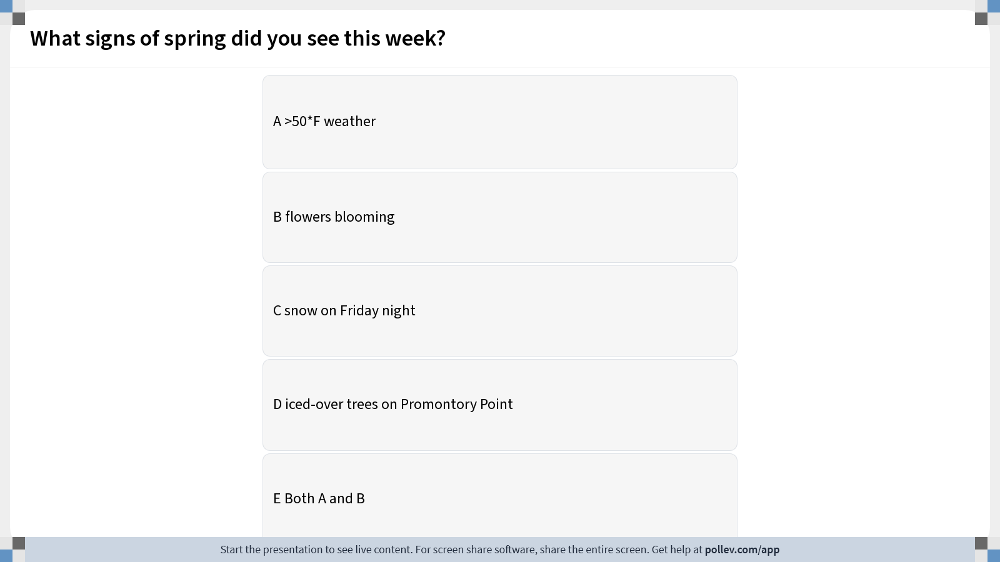 What signs of spring did you see this week?
A >50*F weather
B flowers blooming
C snow on Friday night
D iced-over trees on Promontory Point
E Both A and B
Start the presentation to see live content. For screen share software, share the entire screen. Get help at pollev.com/app